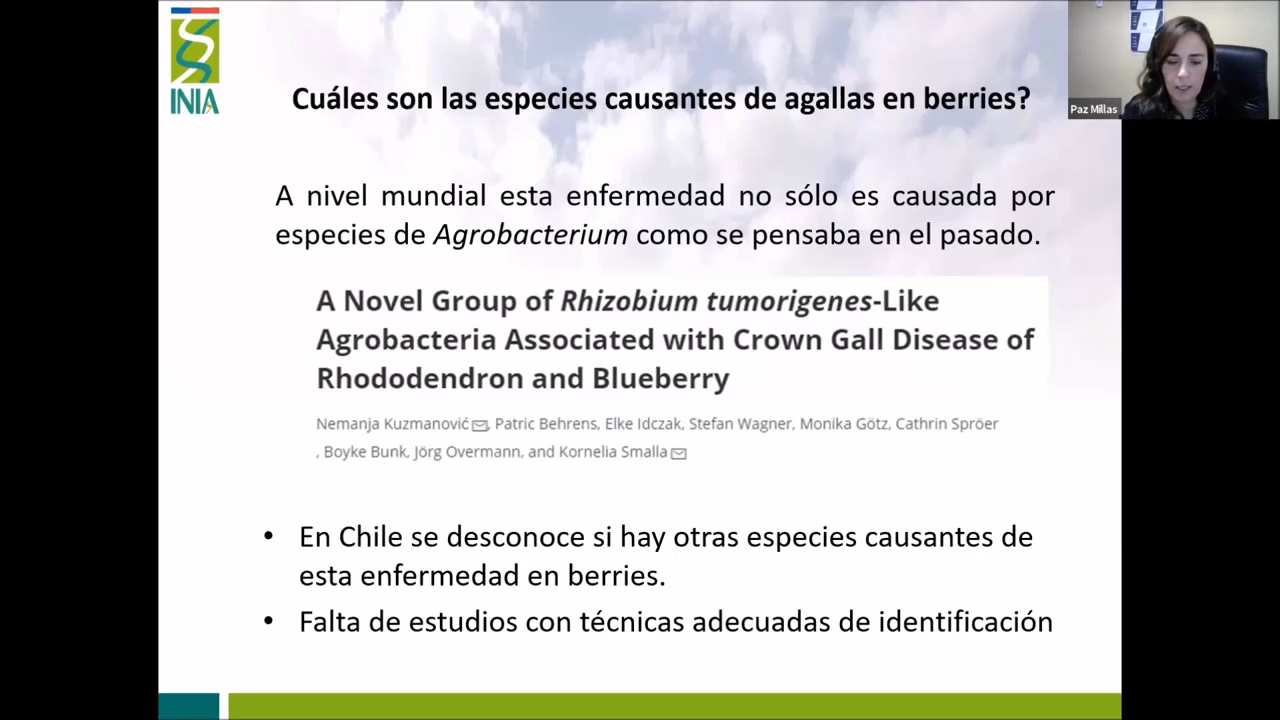 INIA
Cuáles son las especies causantes de agallas en berries?
Paz Millas
A nivel mundial esta enfermedad no sólo es causada por
especies de Agrobacterium como se pensaba en el pasado.
A Novel Group of Rhizobium tumorigenes-Like
Agrobacteria Associated with Crown Gall Disease of
Rhododendron and Blueberry
Nemanja Kuzmanović, Patric Behrens, Elke Idczak, Stefan Wagner, Monika Götz, Cathrin Spröer
, Boyke Bunk, Jörg Overmann, and Kornelia Smalla
• En Chile se desconoce si hay otras especies causantes de
esta enfermedad en berries.
• Falta de estudios con técnicas adecuadas de identificación